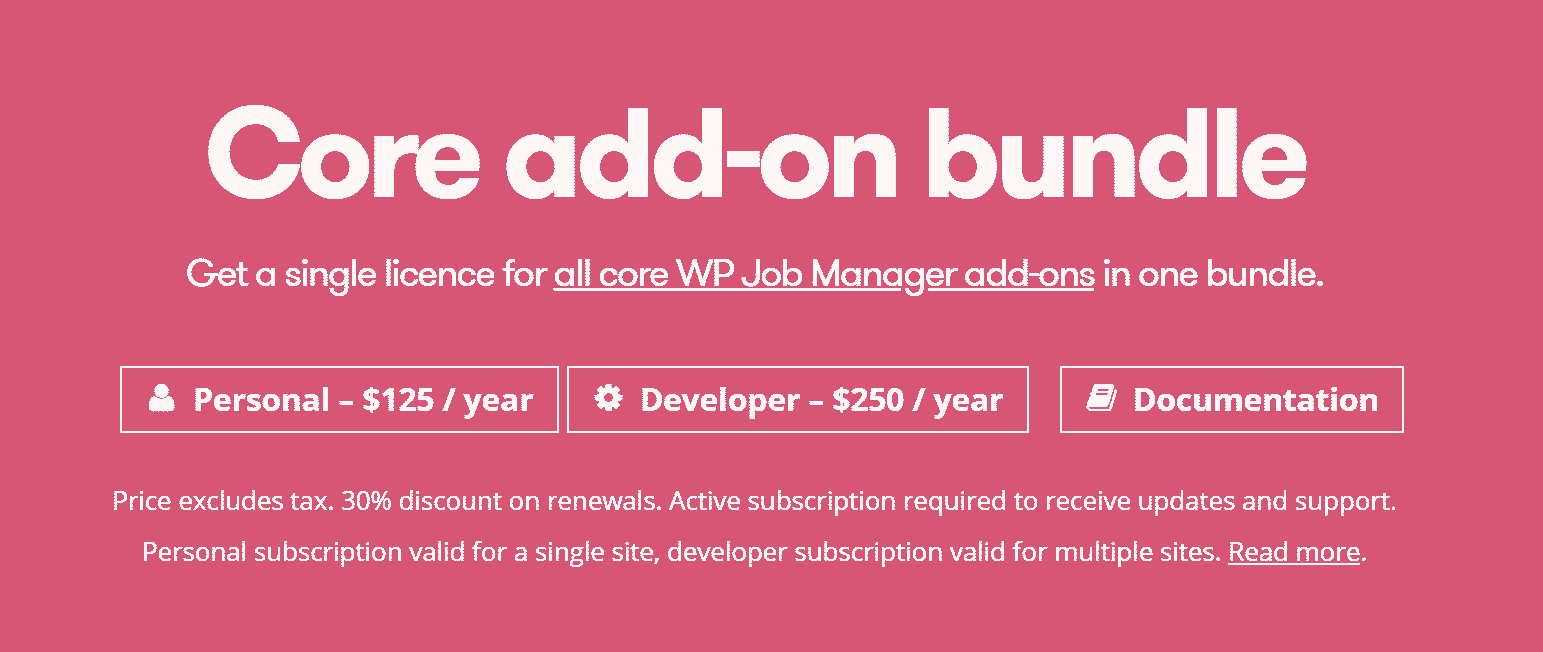 Core add-on bundle
Get a single licence for all core WP Job Manager add-ons in one bundle.
Personal – $125 / year
Developer – $250 / year
Documentation
Price excludes tax. 30% discount on renewals. Active subscription required to receive updates and support.
Personal subscription valid for a single site, developer subscription valid for multiple sites. Read more.